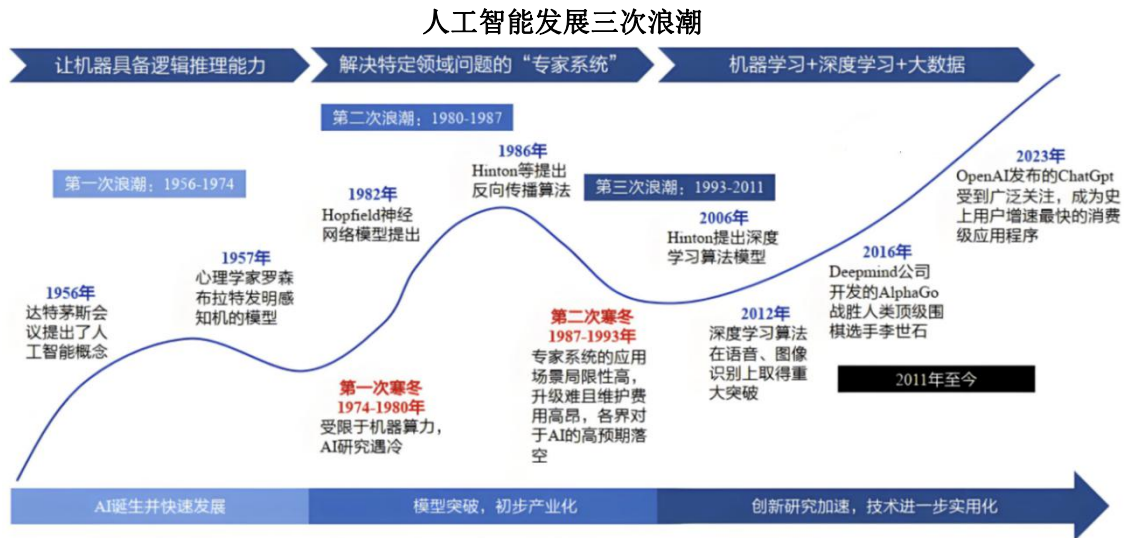 人工智能发展三次浪潮
让机器具备逻辑推理能力
解决特定领域问题的“专家系统”
机器学习+深度学习+大数据
第一次浪潮：1956-1974
第二次浪潮：1980-1987
第三次浪潮：1993-2011
1956年
达特茅斯会
议提出了人
工智能概念
1957年
心理学家罗森
布拉特发明感
知机的模型
第一次寒冬
1974-1980年
受限于机器算力，
AI研究遇冷
1982年
Hopfield神经
网络模型提出
1986年
Hinton等提出
反向传播算法
第二次寒冬
1987-1993年
专家系统的应用
场景局限性高，
升级难且维护费
用高昂，各界对
于AI的高预期落
空
2006年
Hinton提出深度
学习算法模型
2012年
深度学习算法
在语音、图像
识别上取得重
大突破
2016年
Deepmind公司
开发的AlphaGo
战胜人类顶级围
棋选手李世石
2023年
OpenAI发布的ChatGpt
受到广泛关注，成为史
上用户增速最快的消费
级应用程序
2011年至今
AI诞生并快速发展
模型突破，初步产业化
创新研究加速，技术进一步实用化